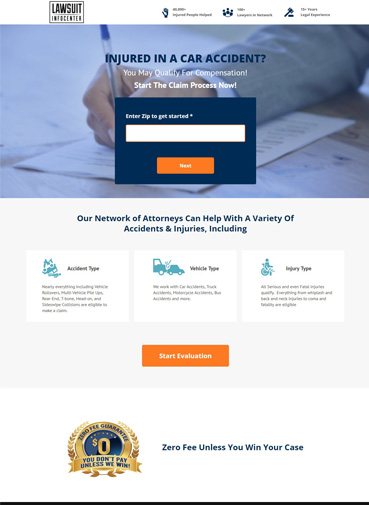 LAWSUIT
INFOCENTER
40,000+
Injured People Helped
100+
Lawyers In Network
15+ Years
Legal Experience
INJURED IN A CAR ACCIDENT?
You May Qualify For Compensation!
Start The Claim Process Now!
Enter Zip to get started *
Next
Our Network of Attorneys Can Help With A Variety Of
Accidents & Injuries, Including
Accident Type
Nearly everything including Vehicle
Rollovers, Multi-Vehicle Pile Ups,
Rear End, T-bone, Head-on, and
Sideswipe Collisions are eligible to
make a claim.
Vehicle Type
We work with Car Accidents, Truck
Accidents, Motorcycle Accidents, Bus
Accidents and more.
Injury Type
All Serious and even Fatal injuries
qualify. Everything from whiplash and
back and neck injuries to coma and
fatality are eligible.
Start Evaluation
ZERO FEE GUARANTEE
$0
YOU DON'T PAY
UNLESS WE WIN!
Zero Fee Unless You Win Your Case